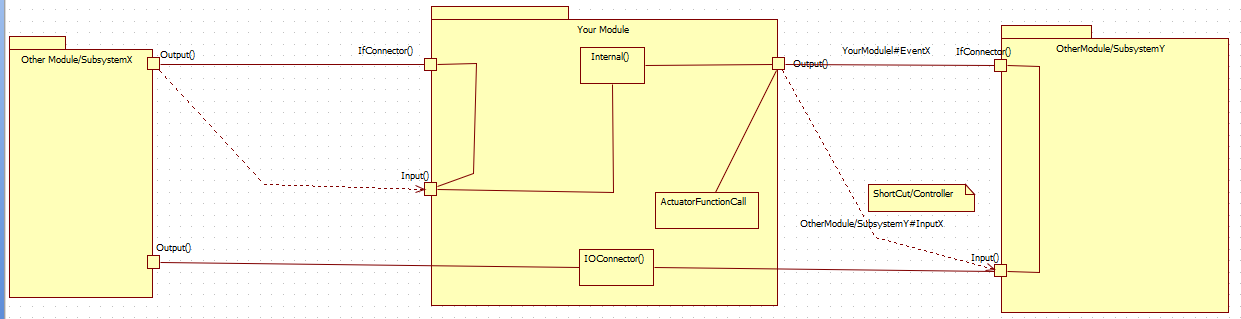 Your Module
Output()
IfConnector()
YourModulel#EventX
IfConnector()
OtherModule/SubsystemY
Other Module/SubsystemX
Internal()
Output()
Input()
ActuatorFunctionCall
ShortCut/Controller
OtherModule/SubsystemY#InputX
Output()
IOConnector()
Input()